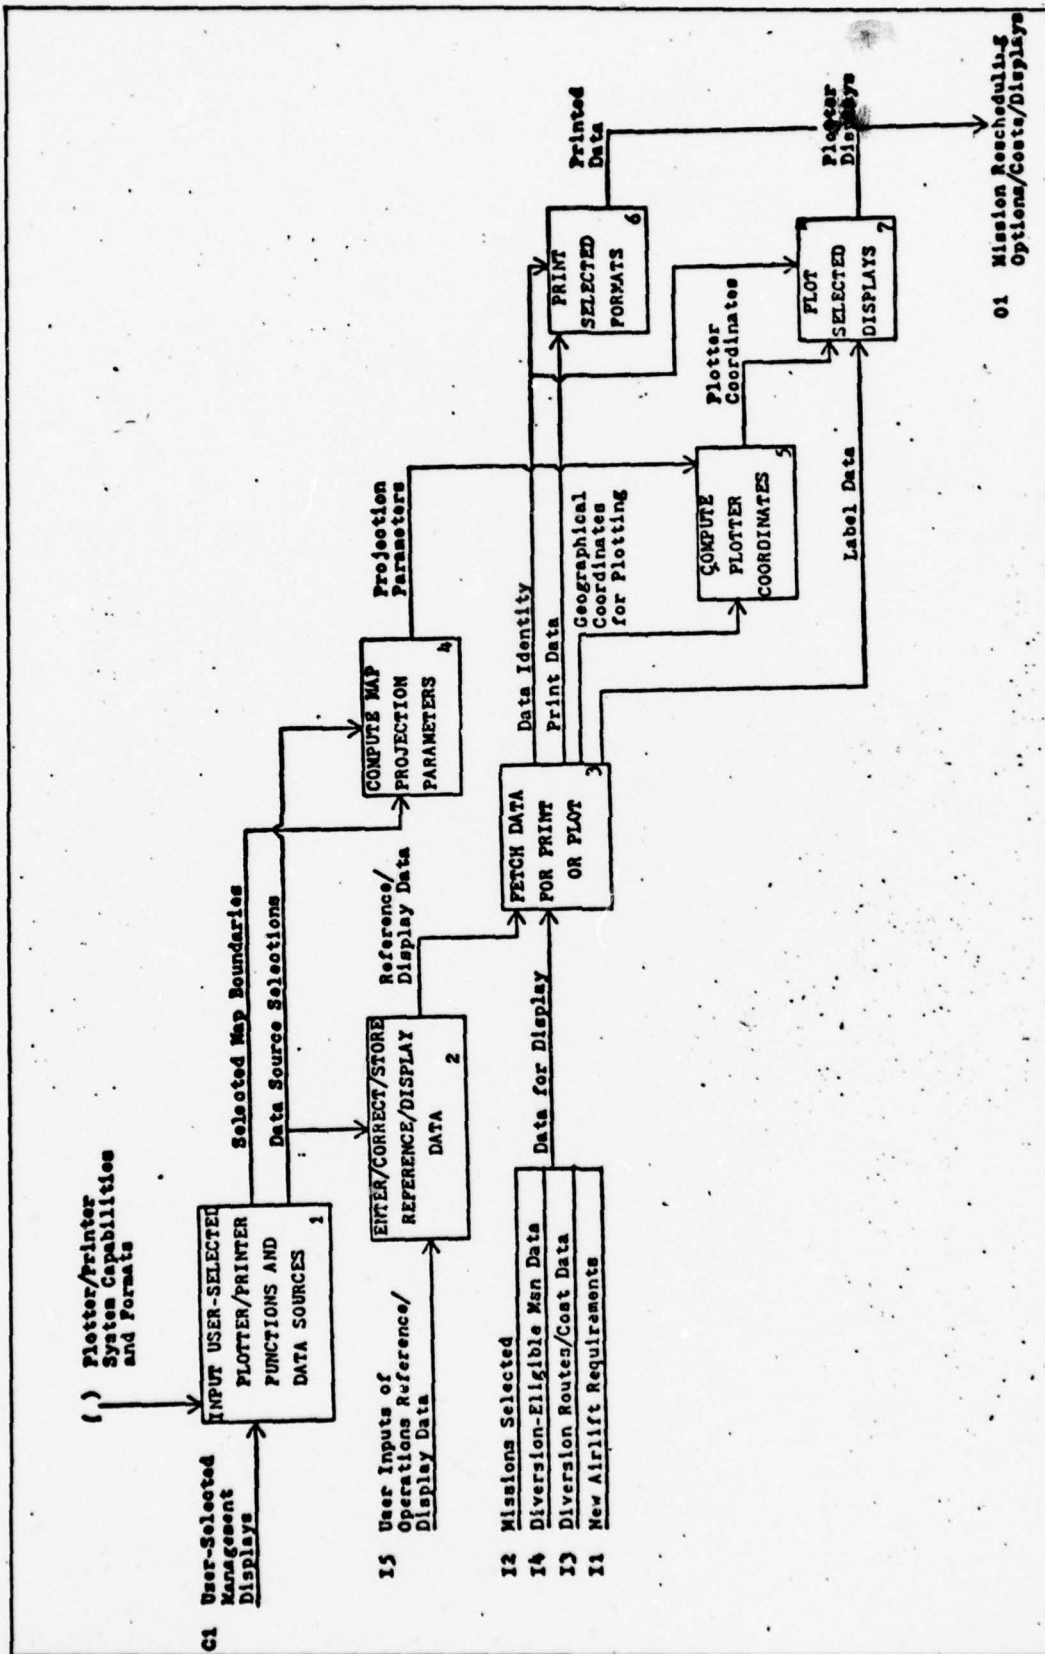 ( ) Plotter/Printer
System Capabilities
and Formats
C1 User-Selected
Management
Displays
INPUT USER-SELECTED
PLOTTER/PRINTER
FUNCTIONS AND
DATA SOURCES
1
Selected Map Boundaries
Data Source Selections
I5 User Inputs of
Operations Reference/
Display Data
ENTER/CORRECT/STORE
REFERENCE/DISPLAY
DATA
2
Reference/
Display Data
COMPUTE MAP
PROJECTION
PARAMETERS
4
Projection
Parameters
I2 Missions Selected
I4 Diversion-Eligible Msn Data
I3 Diversion Routes/Cost Data
I1 New Airlift Requirements
Data for Display
FETCH DATA
FOR PRINT
OR PLOT
3
Data Identity
Print Data
Geographical
Coordinates
for Plotting
Label Data
COMPUTE
PLOTTER
COORDINATES
5
Plotter
Coordinates
PRINT
SELECTED
FORMATS
6
Printed
Data
PLOT
SELECTED
DISPLAYS
7
Plotter
Displays
O1 Mission Rescheduling
Options/Costs/Displays